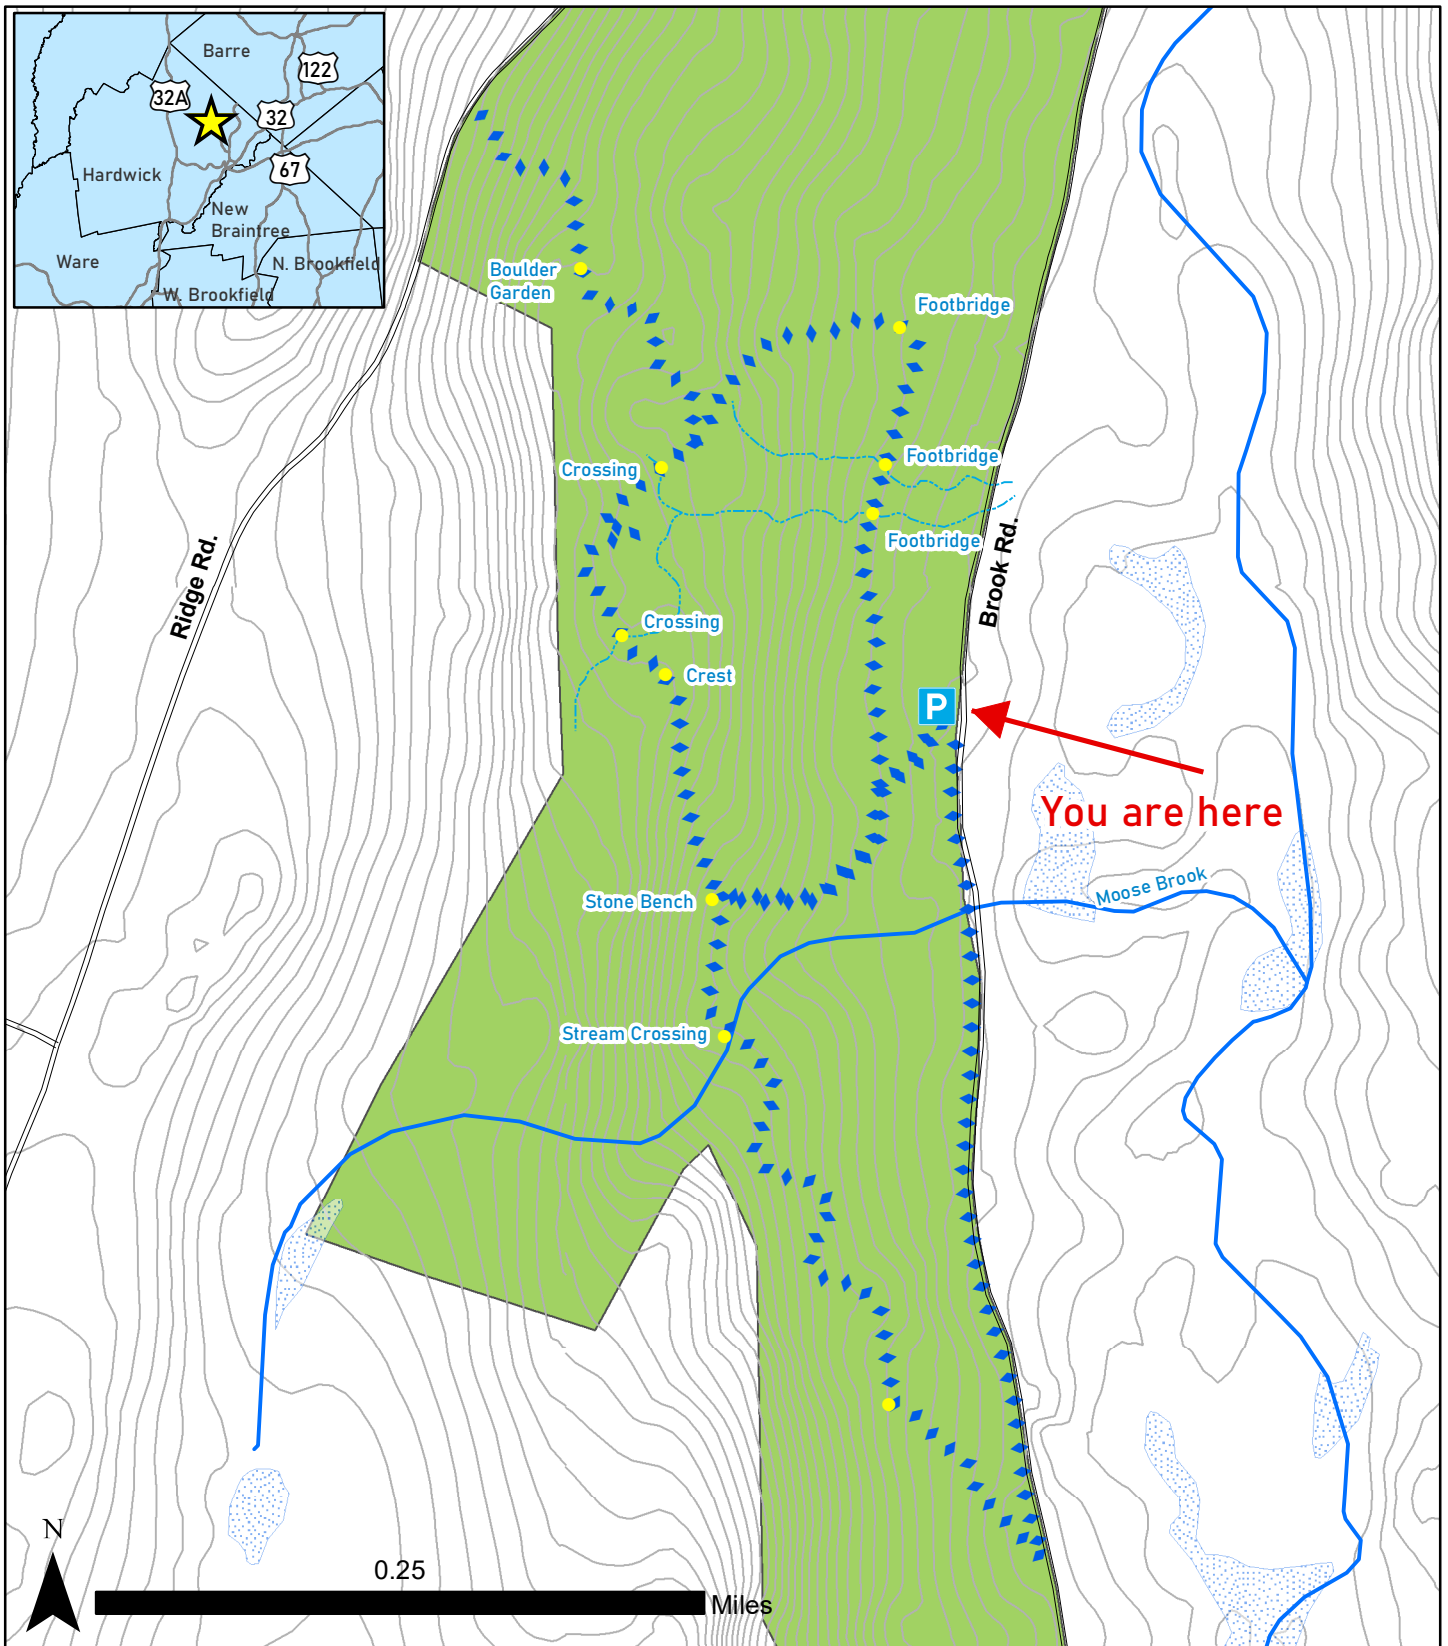 Barre
122
32A
32
67
Hardwick
New
Braintree
Ware
N. Brookfield
W. Brookfield
Boulder
Garden
Footbridge
Crossing
Footbridge
Footbridge
Ridge Rd.
Brook Rd.
Crossing
Crest
P
You are here
Moose Brook
Stone Bench
Stream Crossing
N
0.25
Miles